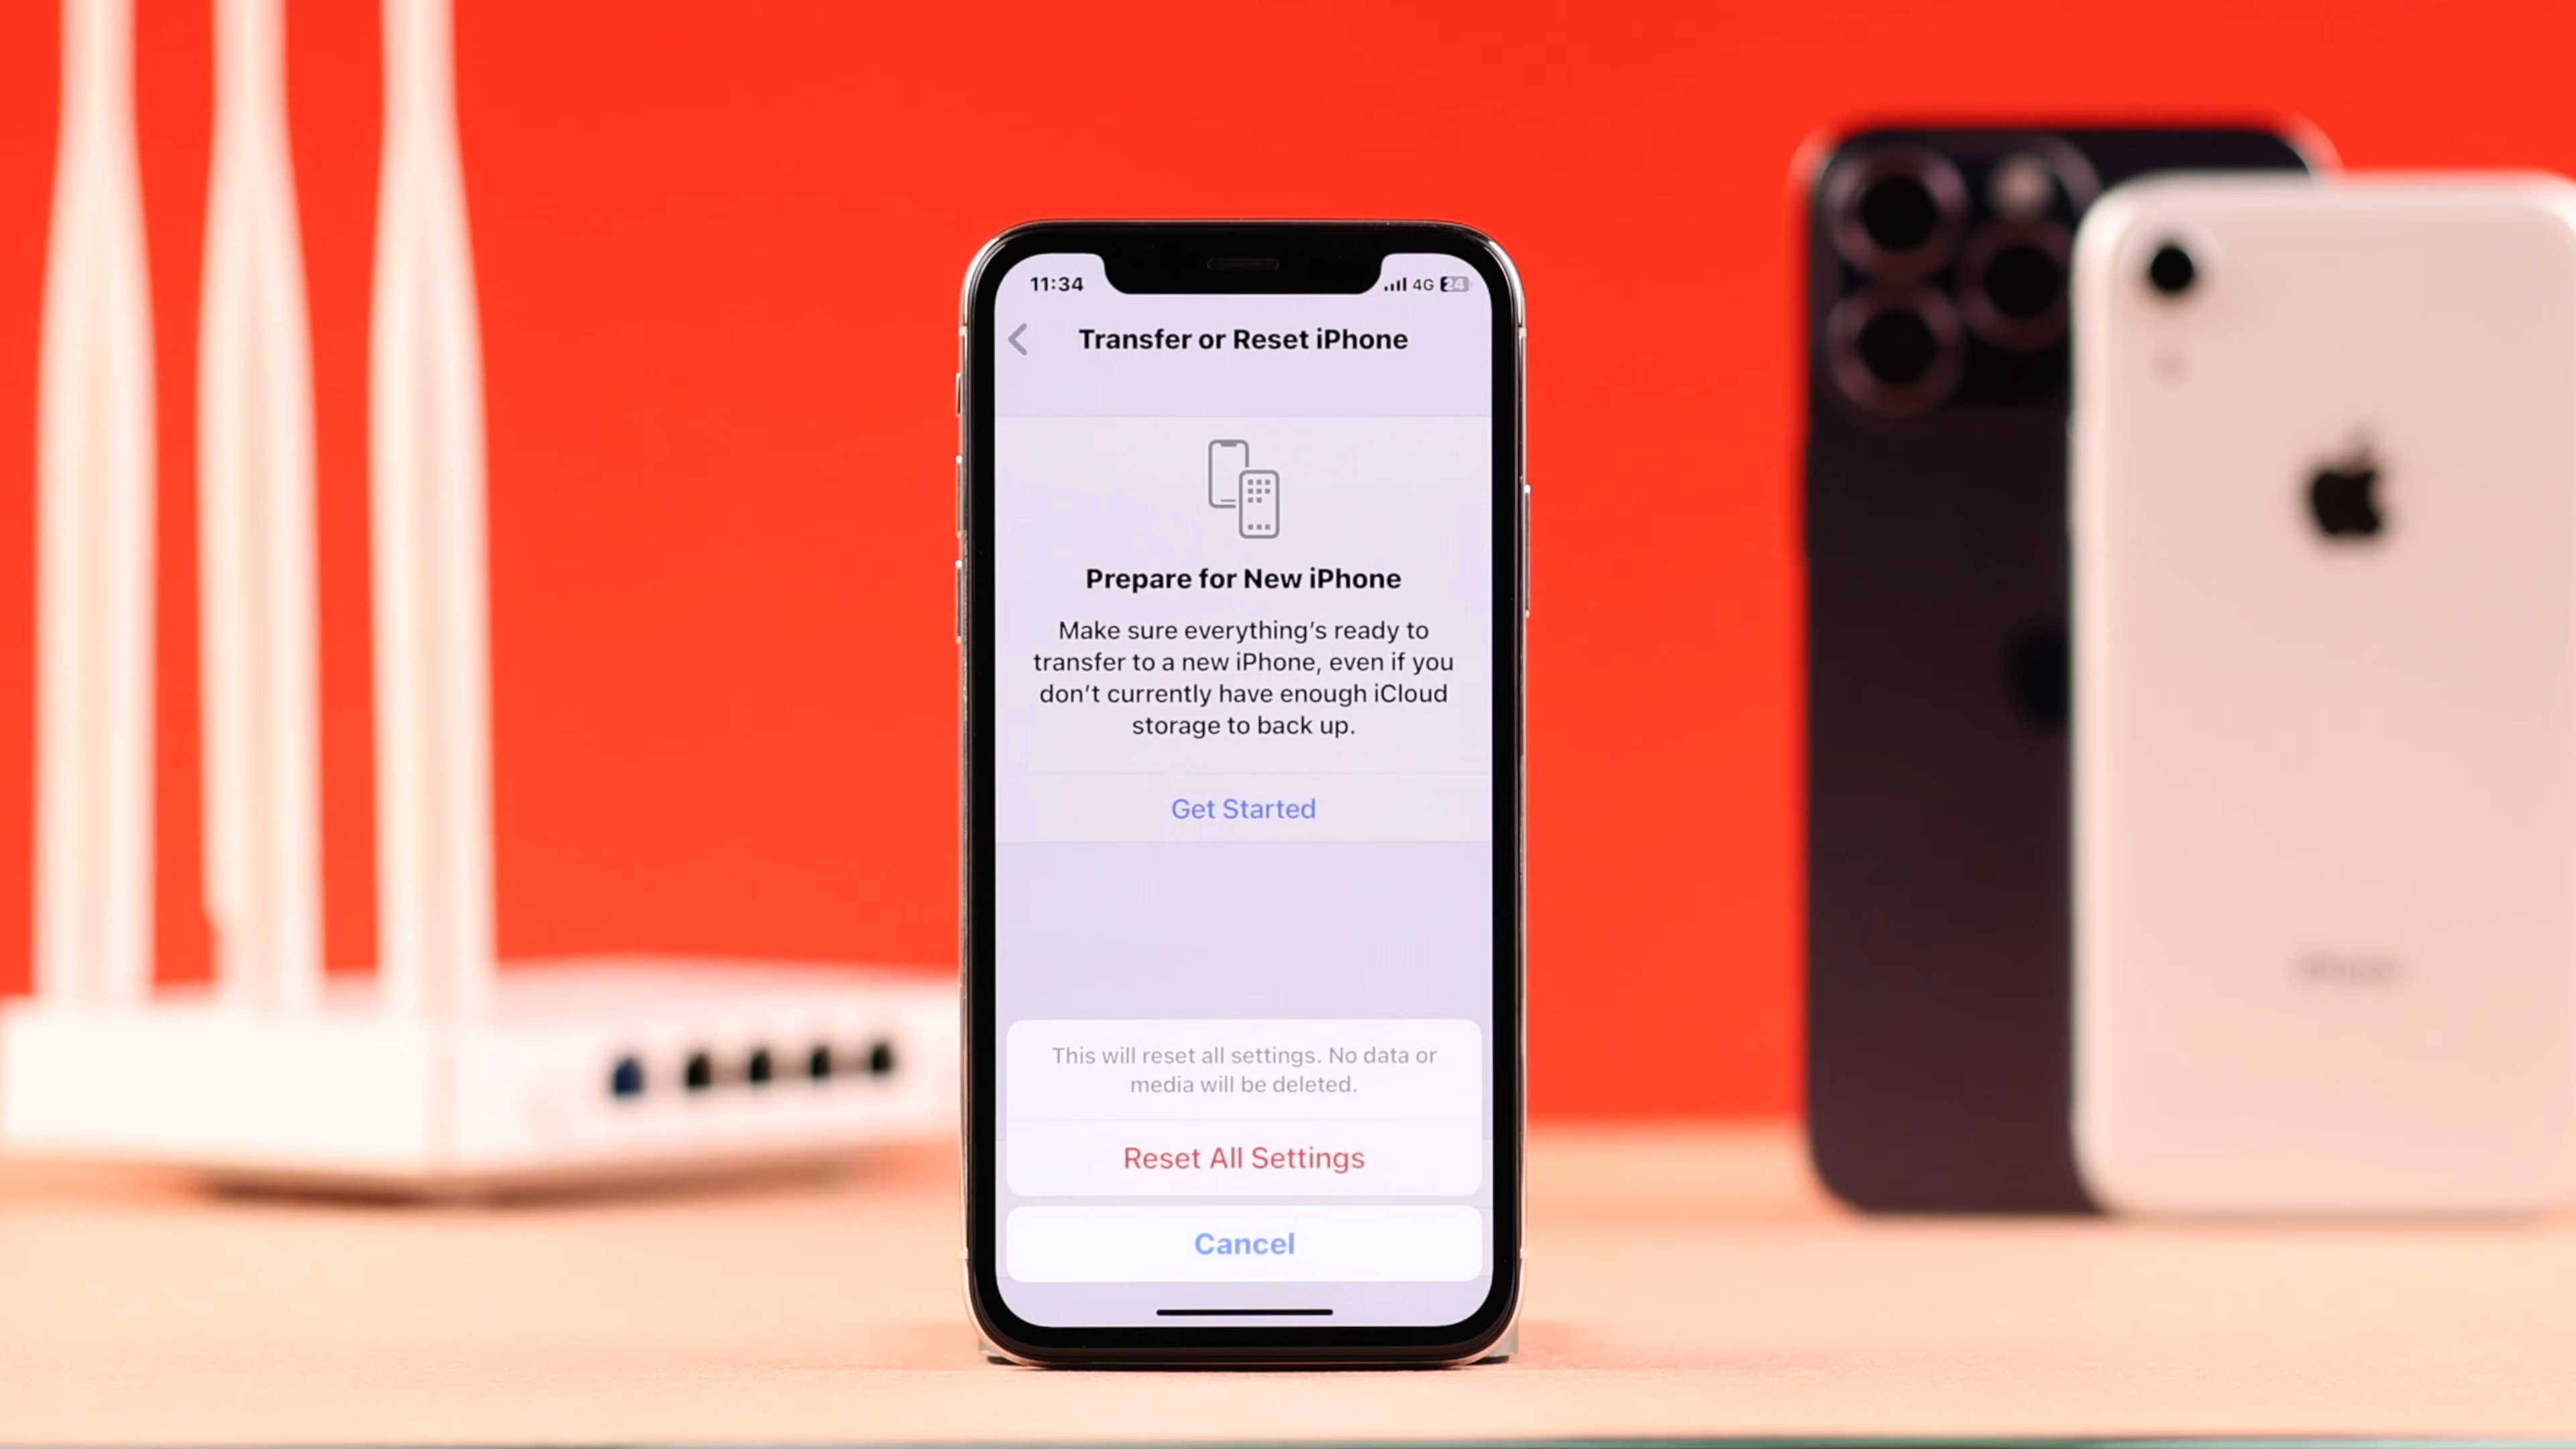 11:34
4G 24
Transfer or Reset iPhone
Prepare for New iPhone
Make sure everything's ready to
transfer to a new iPhone, even if you
don't currently have enough iCloud
storage to back up.
Get Started
This will reset all settings. No data or
media will be deleted.
Reset All Settings
Cancel